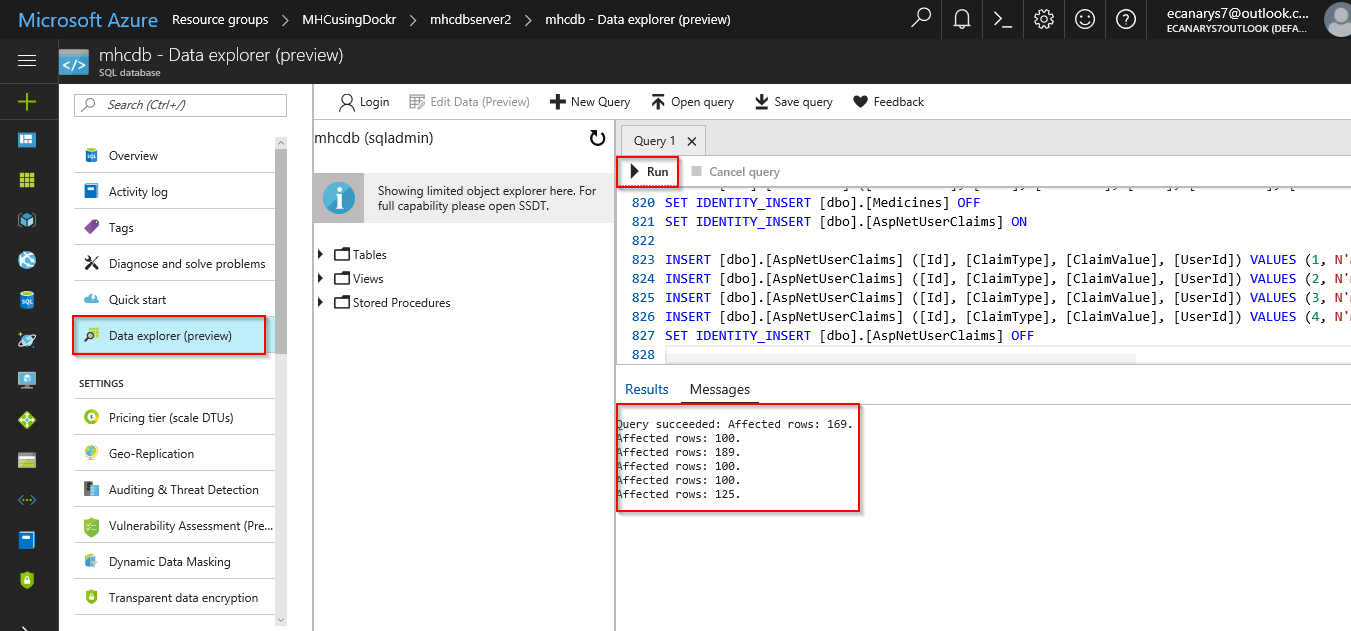 Microsoft Azure Resource groups > MHCusingDockr > mhcdbserver2 > mhcdb - Data explorer (preview)
ecanarys7@outlook.c...
ECANARYS7OUTLOOK (DEFA...
</>
mhcdb - Data explorer (preview)
SQL database
Search (Ctrl+/)
Overview
Activity log
Tags
Diagnose and solve problems
Quick start
Data explorer (preview)
SETTINGS
Pricing tier (scale DTUs)
Geo-Replication
Auditing & Threat Detection
Vulnerability Assessment (Pre...
Dynamic Data Masking
Transparent data encryption
Login Edit Data (Preview) New Query Open query Save query Feedback
mhcdb (sqladmin)
Showing limited object explorer here. For
full capability please open SSDT.
Tables
Views
Stored Procedures
Query 1
Run Cancel query
820 SET IDENTITY_INSERT [dbo].[Medicines] OFF
821 SET IDENTITY_INSERT [dbo].[AspNetUserClaims] ON
822
823 INSERT [dbo].[AspNetUserClaims] ([Id], [ClaimType], [ClaimValue], [UserId]) VALUES (1, N'
824 INSERT [dbo].[AspNetUserClaims] ([Id], [ClaimType], [ClaimValue], [UserId]) VALUES (2, N'
825 INSERT [dbo].[AspNetUserClaims] ([Id], [ClaimType], [ClaimValue], [UserId]) VALUES (3, N'
826 INSERT [dbo].[AspNetUserClaims] ([Id], [ClaimType], [ClaimValue], [UserId]) VALUES (4, N'
827 SET IDENTITY_INSERT [dbo].[AspNetUserClaims] OFF
828
Results Messages
Query succeeded: Affected rows: 169.
Affected rows: 100.
Affected rows: 189.
Affected rows: 100.
Affected rows: 100.
Affected rows: 125.